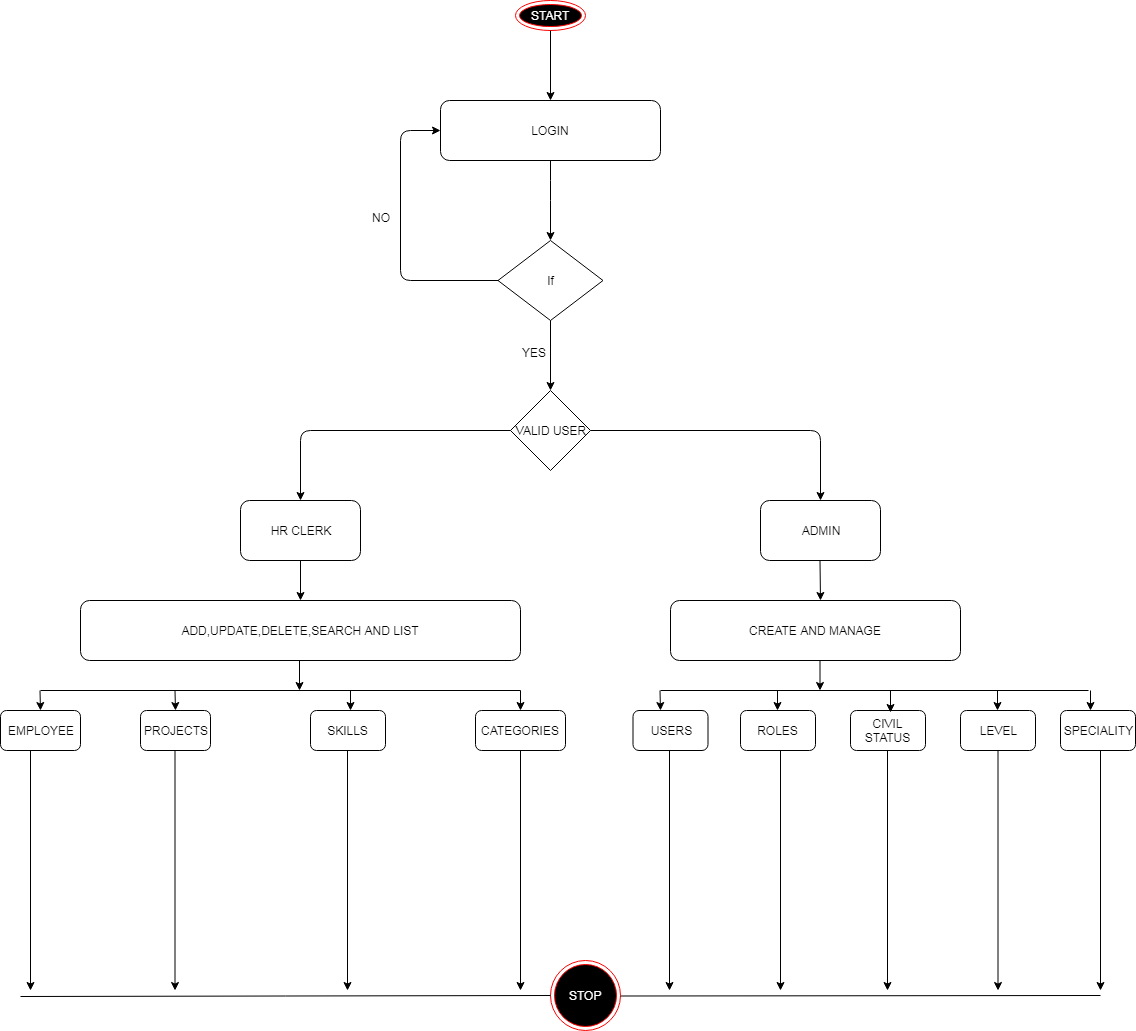 START
LOGIN
NO
If
YES
VALID USER
HR CLERK
ADMIN
ADD,UPDATE,DELETE,SEARCH AND LIST
CREATE AND MANAGE
EMPLOYEE
PROJECTS
SKILLS
CATEGORIES
USERS
ROLES
CIVIL
STATUS
LEVEL
SPECIALITY
STOP